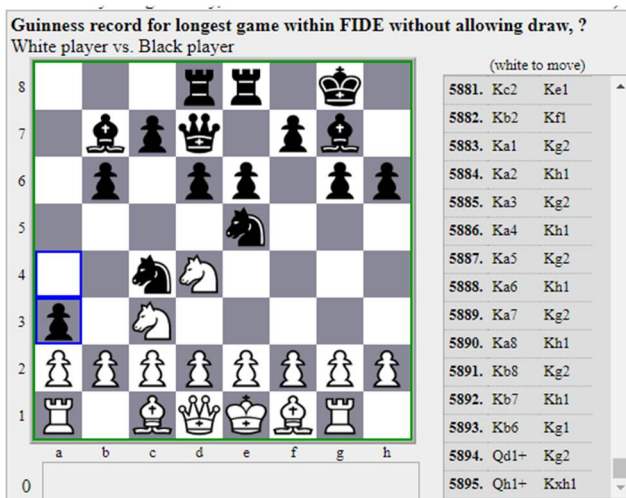 Guinness record for longest game within FIDE without allowing draw, ?
White player vs. Black player
(white to move)
8
7
6
5
4
3
2
1
a b c d e f g h
0
5881. Kc2 Ke1
5882. Kb2 Kf1
5883. Ka1 Kg2
5884. Ka2 Kh1
5885. Ka3 Kg2
5886. Ka4 Kh1
5887. Ka5 Kg2
5888. Ka6 Kh1
5889. Ka7 Kg2
5890. Ka8 Kh1
5891. Kb8 Kg2
5892. Kb7 Kh1
5893. Kb6 Kg1
5894. Qd1+ Kg2
5895. Qh1+ Kxh1